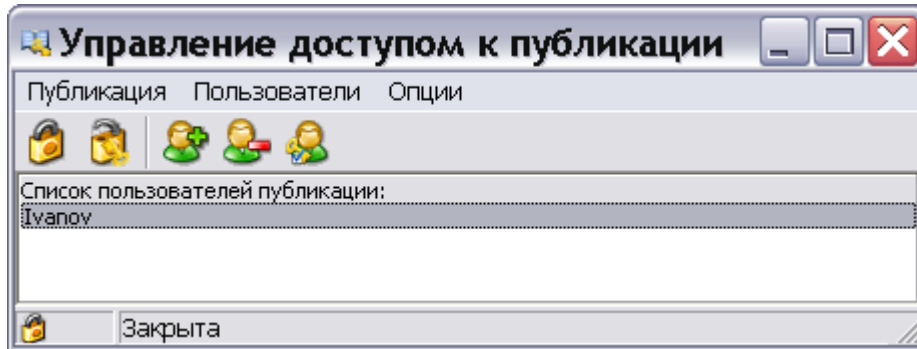 Управление доступом к публикации
Публикация Пользователи Опции
Список пользователей публикации:
Ivanov
Закрыта